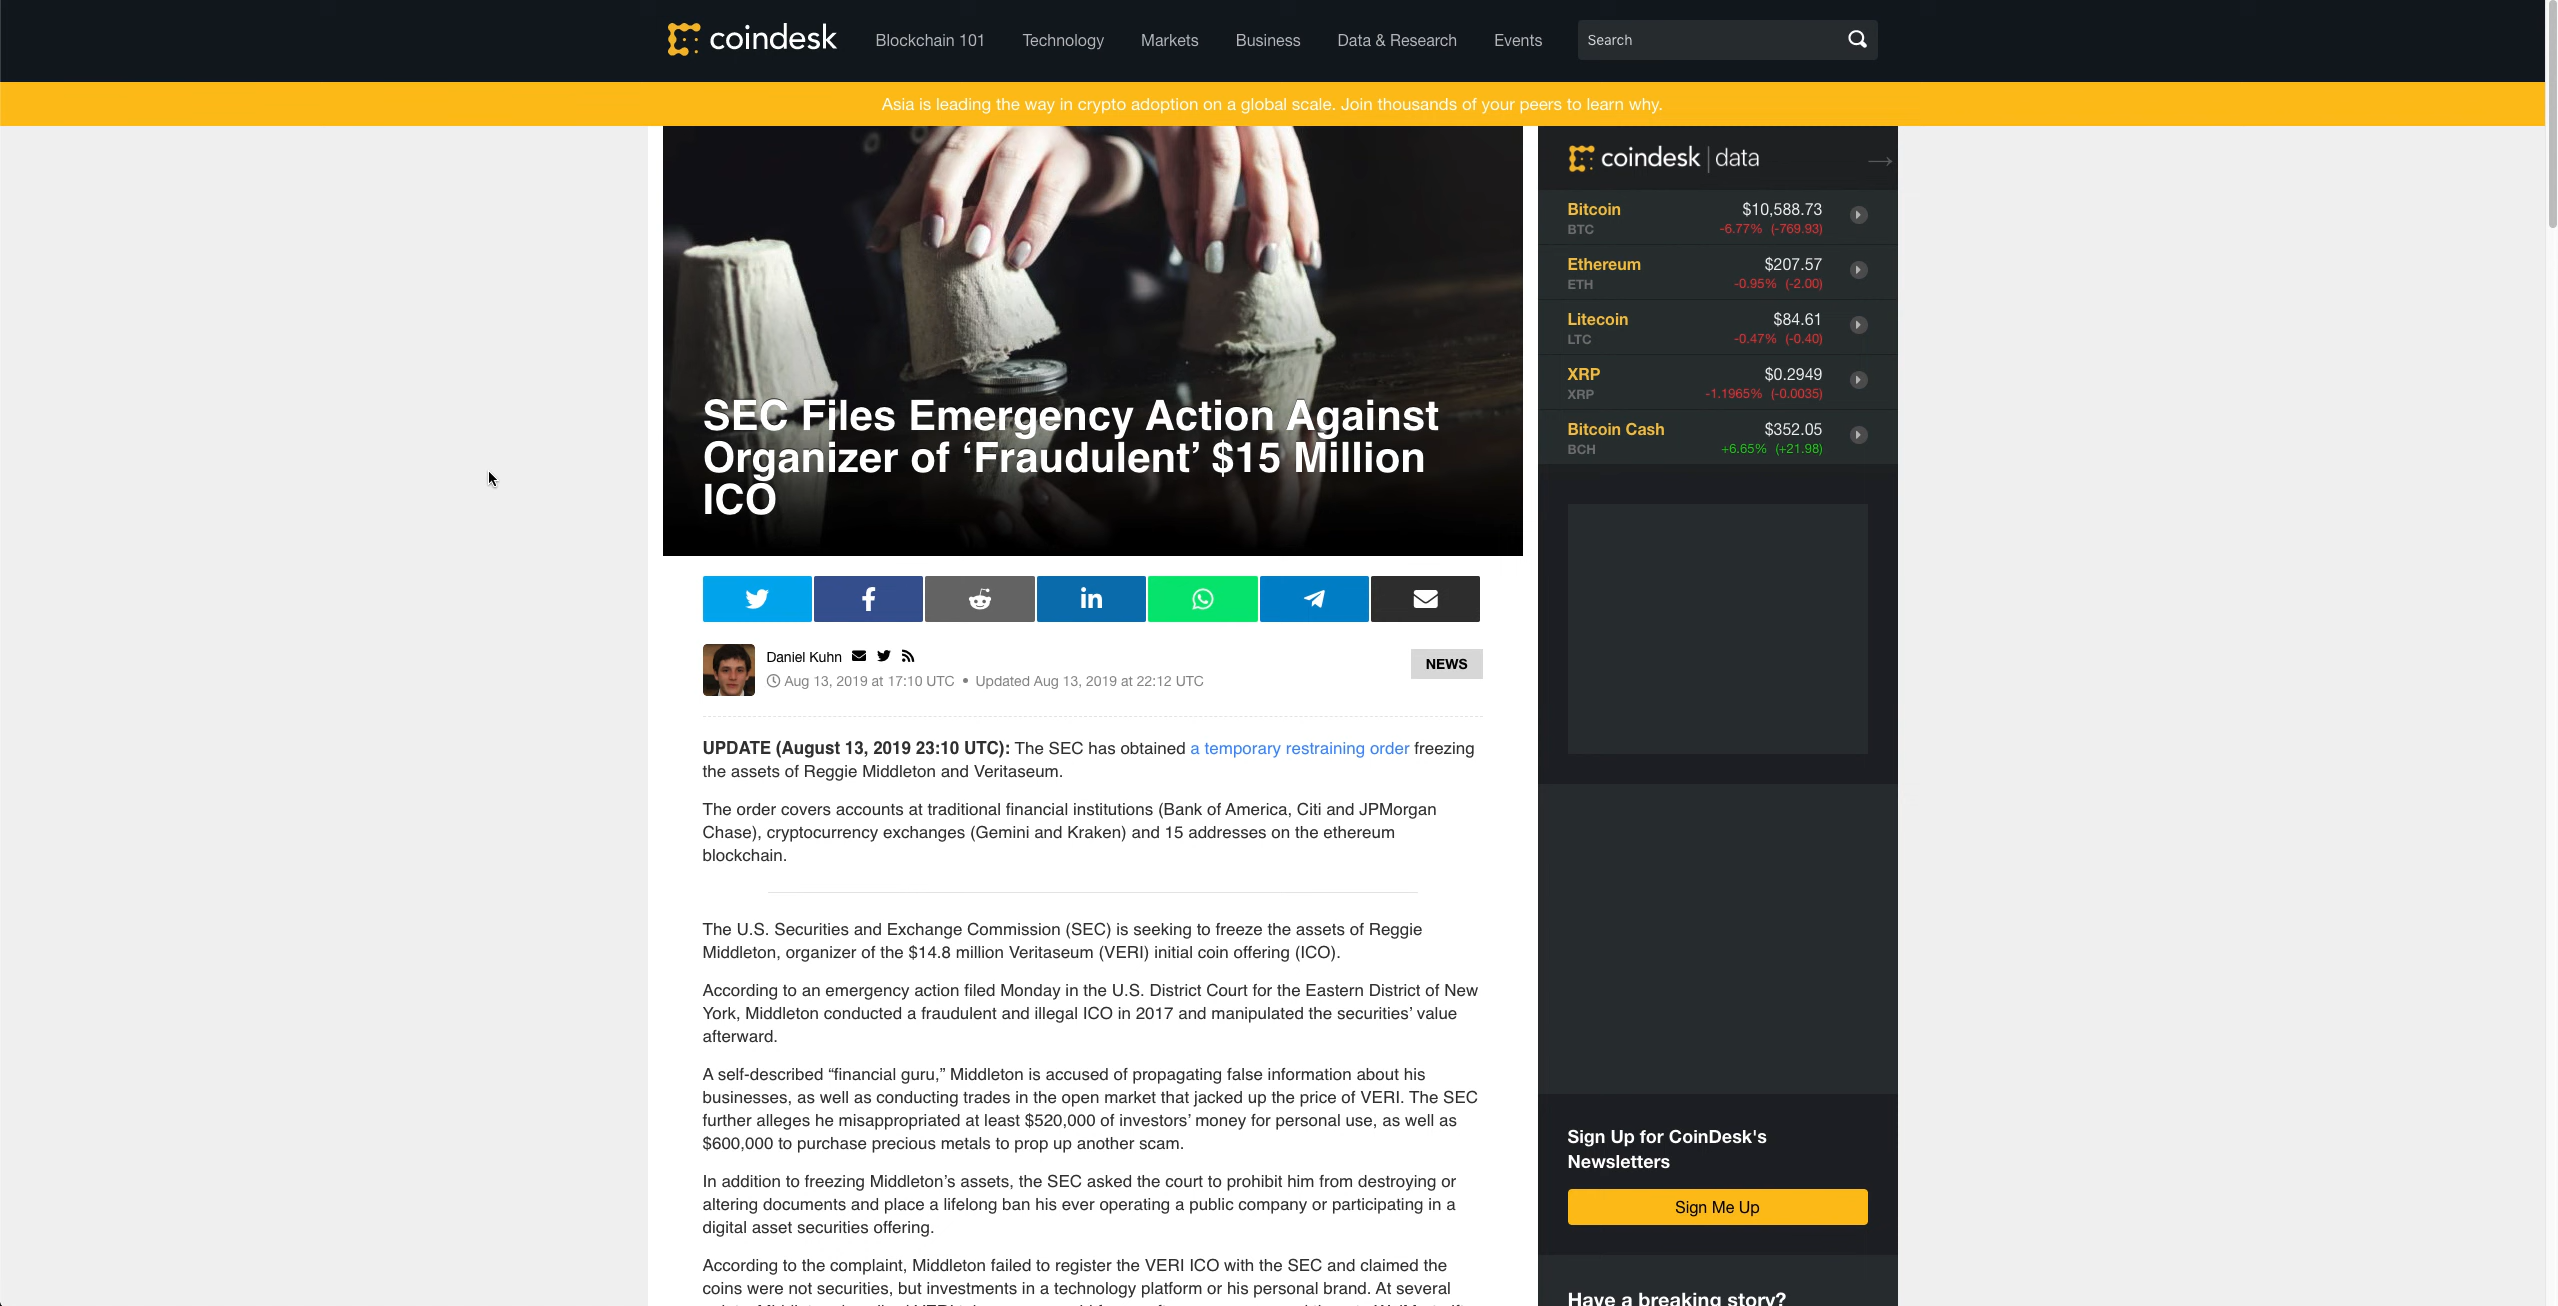 coindesk
Blockchain 101
Technology
Markets
Business
Data & Research
Events
Search
Asia is leading the way in crypto adoption on a global scale. Join thousands of your peers to learn why.
SEC Files Emergency Action Against
Organizer of ‘Fraudulent’ $15 Million
ICO
Daniel Kuhn
Aug 13, 2019 at 17:10 UTC • Updated Aug 13, 2019 at 22:12 UTC
NEWS
UPDATE (August 13, 2019 23:10 UTC): The SEC has obtained a temporary restraining order freezing
the assets of Reggie Middleton and Veritaseum.
The order covers accounts at traditional financial institutions (Bank of America, Citi and JPMorgan
Chase), cryptocurrency exchanges (Gemini and Kraken) and 15 addresses on the ethereum
blockchain.
The U.S. Securities and Exchange Commission (SEC) is seeking to freeze the assets of Reggie
Middleton, organizer of the $14.8 million Veritaseum (VERI) initial coin offering (ICO).
According to an emergency action filed Monday in the U.S. District Court for the Eastern District of New
York, Middleton conducted a fraudulent and illegal ICO in 2017 and manipulated the securities’ value
afterward.
A self-described “financial guru,” Middleton is accused of propagating false information about his
businesses, as well as conducting trades in the open market that jacked up the price of VERI. The SEC
further alleges he misappropriated at least $520,000 of investors’ money for personal use, as well as
$600,000 to purchase precious metals to prop up another scam.
In addition to freezing Middleton’s assets, the SEC asked the court to prohibit him from destroying or
altering documents and place a lifelong ban his ever operating a public company or participating in a
digital asset securities offering.
According to the complaint, Middleton failed to register the VERI ICO with the SEC and claimed the
coins were not securities, but investments in a technology platform or his personal brand. At several
coindesk | data
Bitcoin $10,588.73
BTC -6.77% (-769.93)
Ethereum $207.57
ETH -0.95% (-2.00)
Litecoin $84.61
LTC -0.47% (-0.40)
XRP $0.2949
XRP -1.1965% (-0.0035)
Bitcoin Cash $352.05
BCH +6.65% (+21.98)
Sign Up for CoinDesk's
Newsletters
Sign Me Up
Have a breaking story?